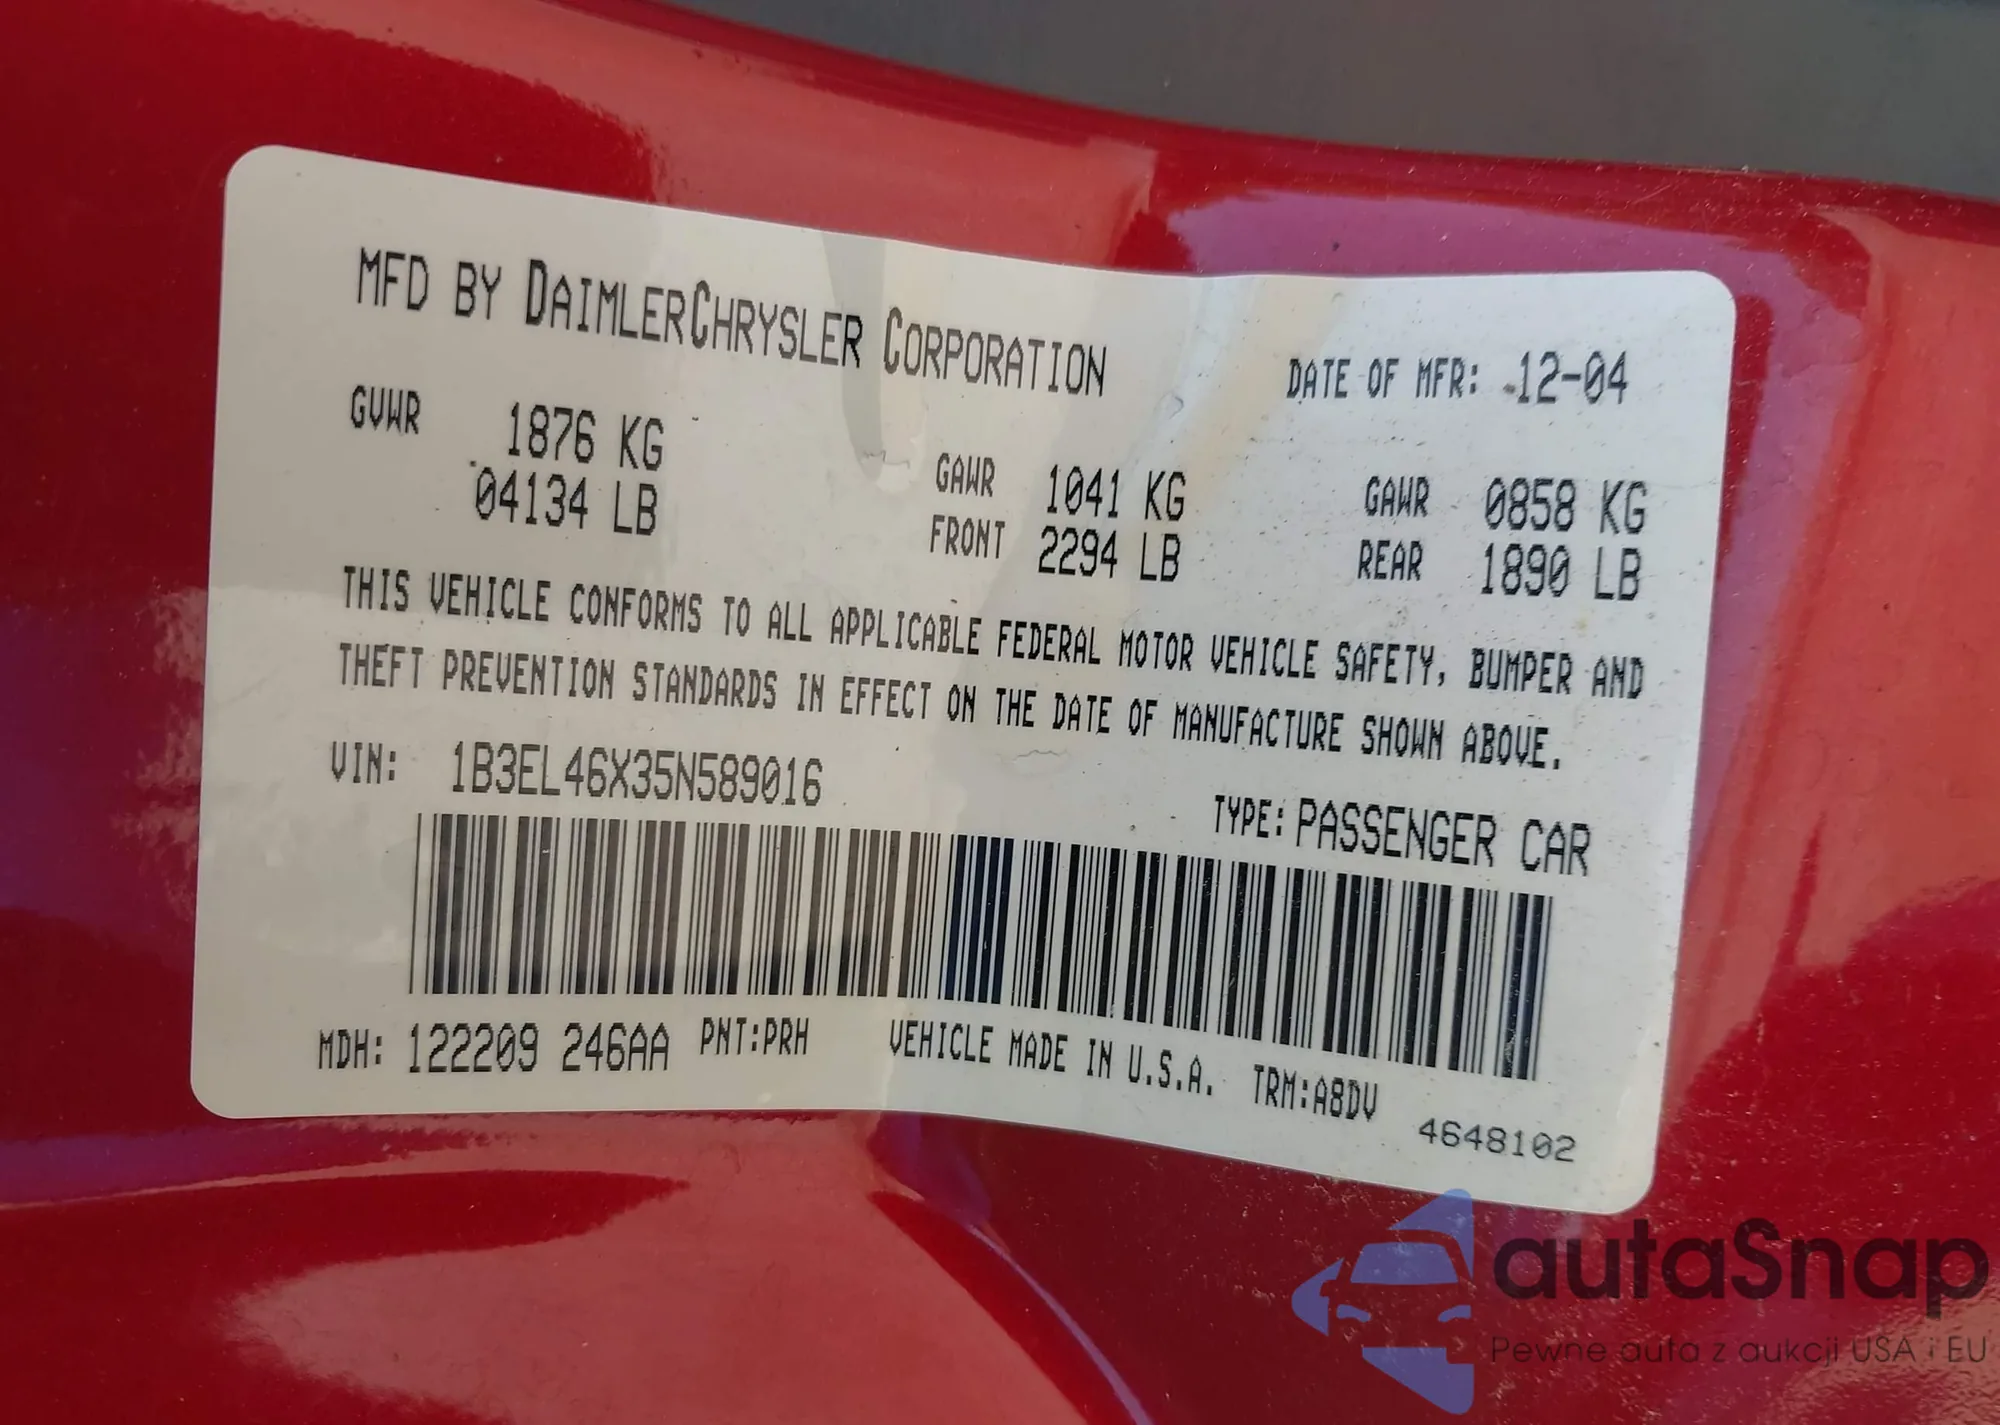 MFD BY DAIMLERCHRYSLER CORPORATION DATE OF MFR: 12-04
GVWR 1876 KG GAWR 1041 KG GAWR 0858 KG
04134 LB FRONT 2294 LB REAR 1890 LB
THIS VEHICLE CONFORMS TO ALL APPLICABLE FEDERAL MOTOR VEHICLE SAFETY, BUMPER AND
THEFT PREVENTION STANDARDS IN EFFECT ON THE DATE OF MANUFACTURE SHOWN ABOVE.
VIN: 1B3EL46X35N589016 TYPE: PASSENGER CAR
MDH: 122209 246AA PNT:PRH VEHICLE MADE IN U.S.A. TRM:A8DV
4648102
autaSnap
Pewne auta z aukcji USA i EU